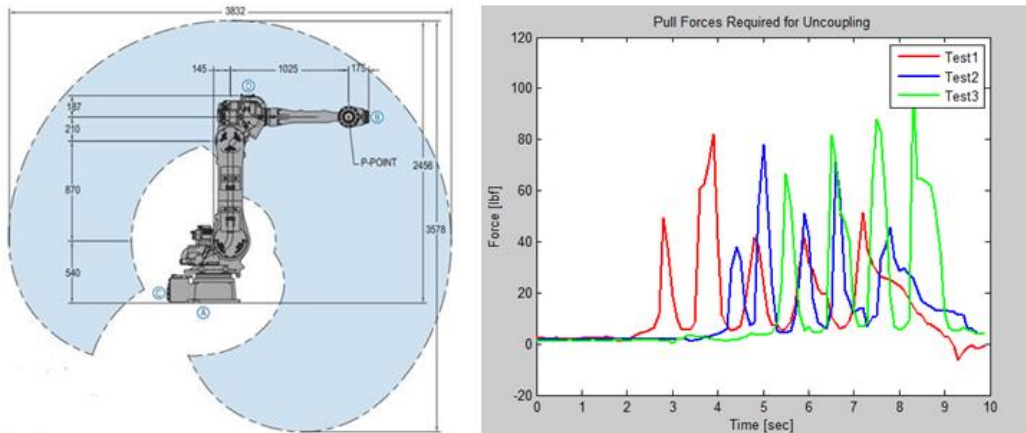 3832
145
1025
175
D
187
210
B
P-POINT
2456
870
3578
540
C
A
Pull Forces Required for Uncoupling
120
100
80
60
40
20
0
-20
Force [lbf]
Test1
Test2
Test3
0 1 2 3 4 5 6 7 8 9 10
Time [sec]